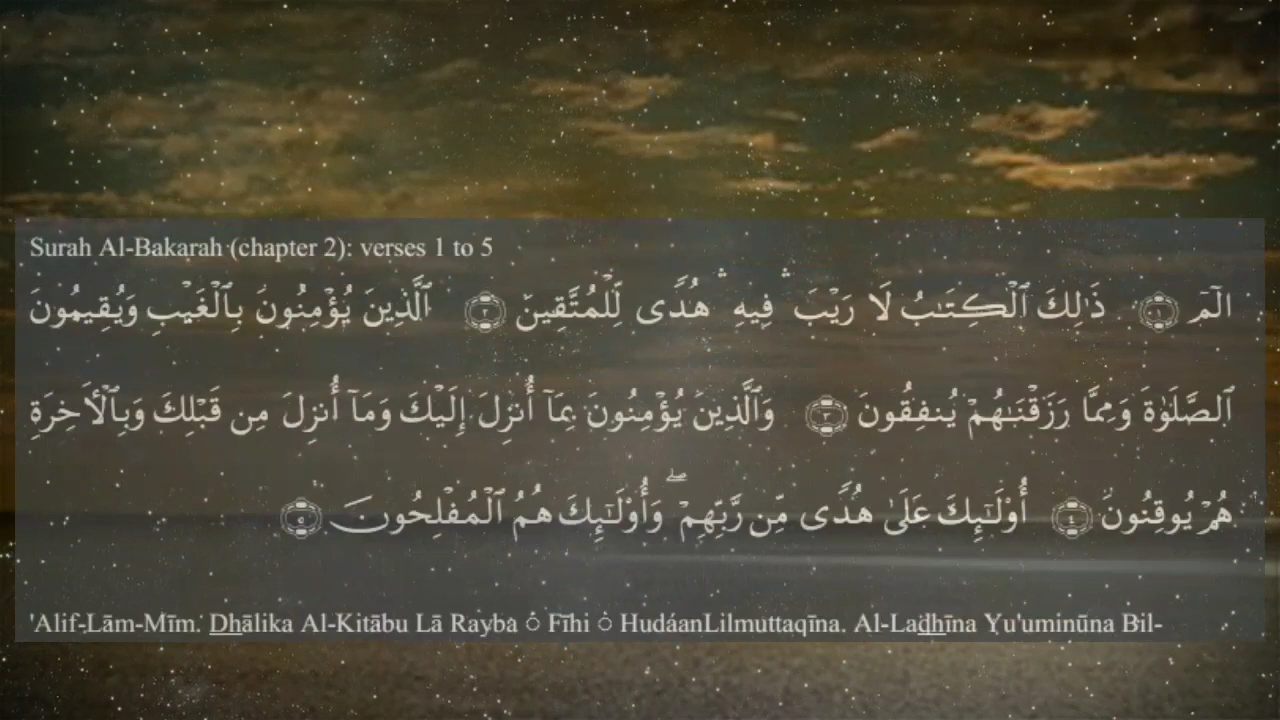 Surah Al-Bakarah (chapter 2): verses 1 to 5
الٓمٓ ۝١ ذَٰلِكَ ٱلْكِتَـٰبُ لَا رَيْبَ ۛ فِيهِ ۛ هُدًى لِّلْمُتَّقِينَ ۝٢ ٱلَّذِينَ يُؤْمِنُونَ بِٱلْغَيْبِ وَيُقِيمُونَ
ٱلصَّلَوٰةَ وَمِمَّا رَزَقْنَـٰهُمْ يُنفِقُونَ ۝٣ وَٱلَّذِينَ يُؤْمِنُونَ بِمَآ أُنزِلَ إِلَيْكَ وَمَآ أُنزِلَ مِن قَبْلِكَ وَبِٱلْـَٔاخِرَةِ
هُمْ يُوقِنُونَ ۝٤ أُو۟لَـٰٓئِكَ عَلَىٰ هُدًى مِّن رَّبِّهِمْ ۖ وَأُو۟لَـٰٓئِكَ هُمُ ٱلْمُفْلِحُونَ ۝٥
'Alif-Lām-Mīm. Dhālika Al-Kitābu Lā Rayba ۛ Fīhi ۛ HudáanLilmuttaqīna. Al-Ladhīna Yu'uminūna Bil-